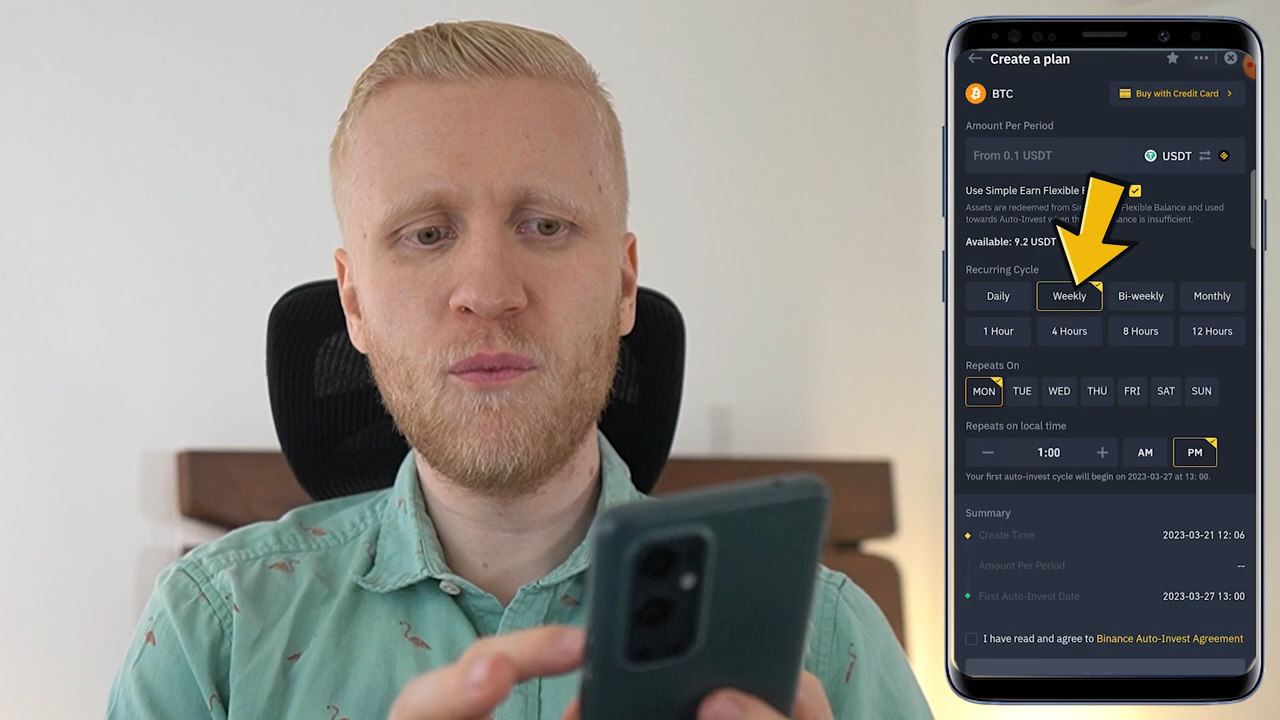 Create a plan
BTC
Buy with Credit Card
Amount Per Period
From 0.1 USDT
USDT
Use Simple Earn Flexible
Assets are redeemed from Flexible Balance and used
towards Auto-Invest when is insufficient.
Available: 9.2 USDT
Recurring Cycle
Daily Weekly Bi-weekly Monthly
1 Hour 4 Hours 8 Hours 12 Hours
Repeats On
MON TUE WED THU FRI SAT SUN
Repeats on local time
− 1:00 + AM PM
Your first auto-invest cycle will begin on 2023-03-27 at 13: 00.
Summary
Create Time 2023-03-21 12: 06
Amount Per Period --
First Auto-Invest Date 2023-03-27 13: 00
I have read and agree to Binance Auto-Invest Agreement